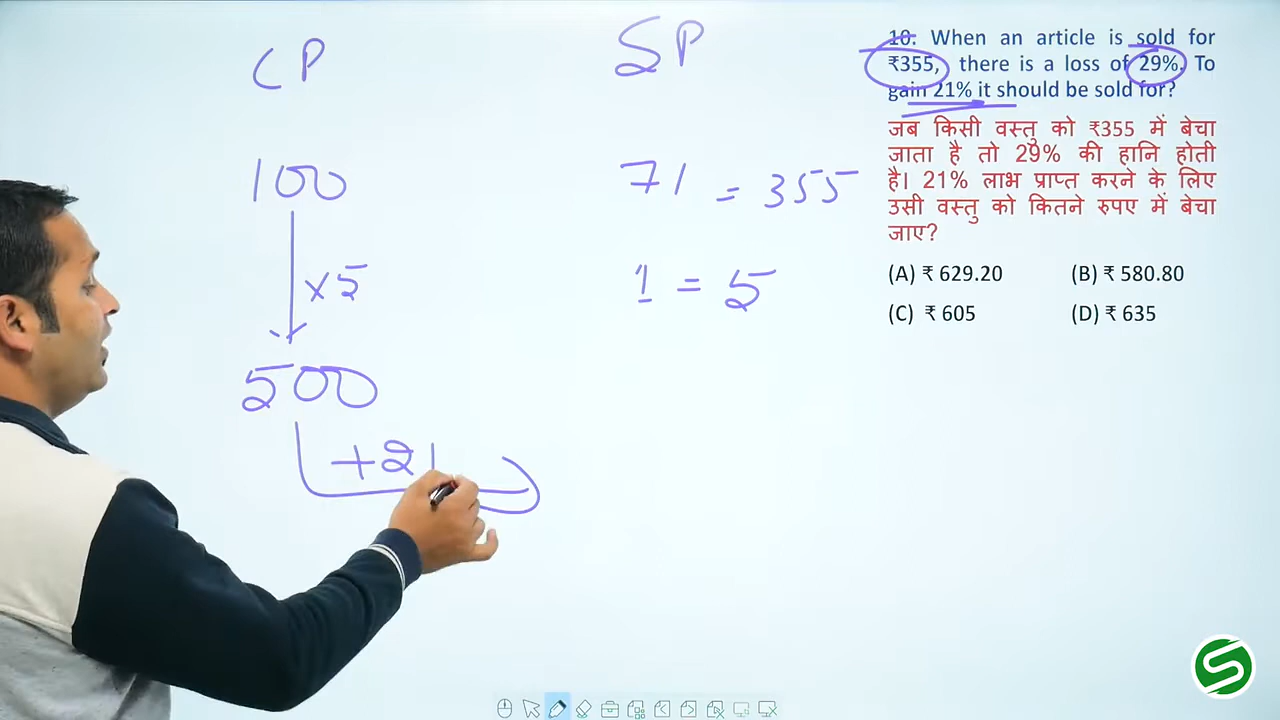 CP
SP
100
71 = 355
×5
1 = 5
500
+21
10. When an article is sold for
₹355, there is a loss of 29%. To
gain 21% it should be sold for?
जब किसी वस्तु को ₹355 में बेचा
जाता है तो 29% की हानि होती
है। 21% लाभ प्राप्त करने के लिए
उसी वस्तु को कितने रुपए में बेचा
जाए?
(A) ₹ 629.20 (B) ₹ 580.80
(C) ₹ 605 (D) ₹ 635